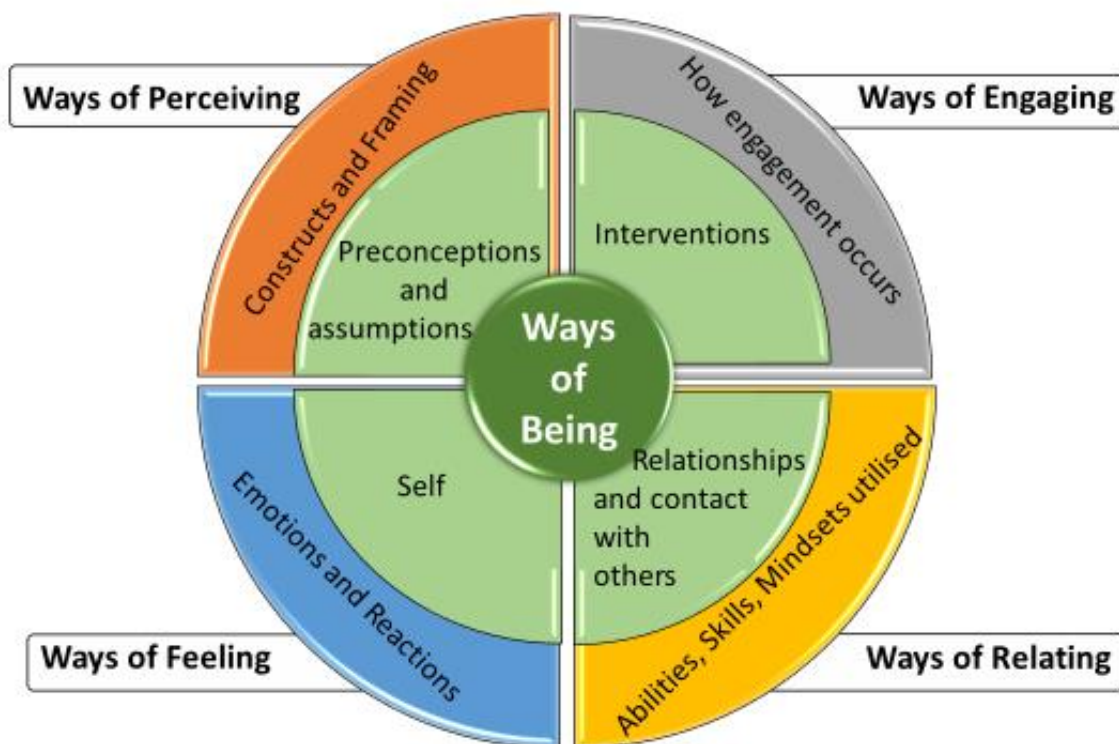 Ways of Perceiving
Constructs and Framing
Preconceptions
and
assumptions
Ways of Engaging
How engagement occurs
Interventions
Ways
of
Being
Ways of Feeling
Emotions and Reactions
Self
Ways of Relating
Abilities, Skills, Mindsets utilised
Relationships
and contact
with
others